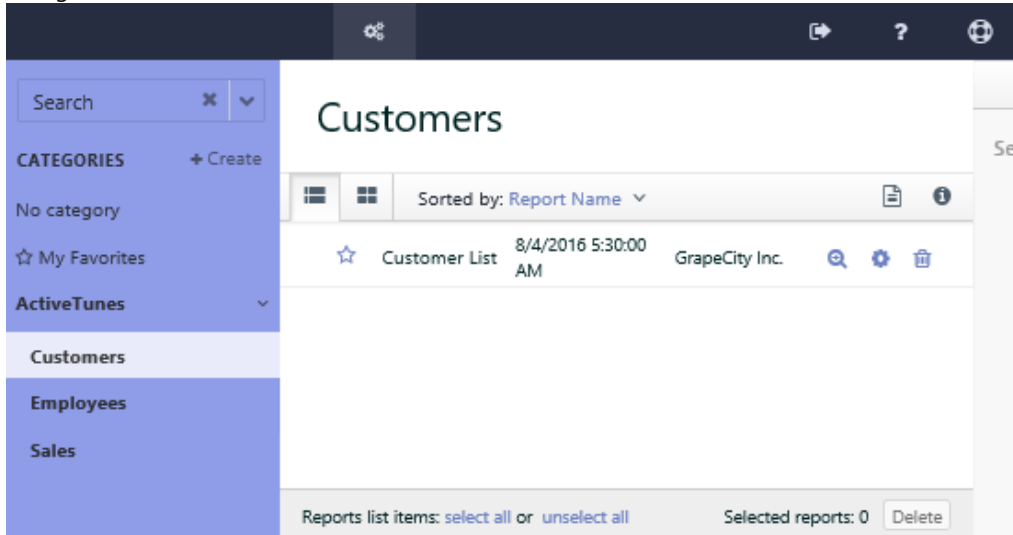 ?
Search
CATEGORIES + Create
No category
My Favorites
ActiveTunes
Customers
Employees
Sales
Customers
Sorted by: Report Name
Customer List 8/4/2016 5:30:00 AM GrapeCity Inc.
Reports list items: select all or unselect all Selected reports: 0 Delete
Se